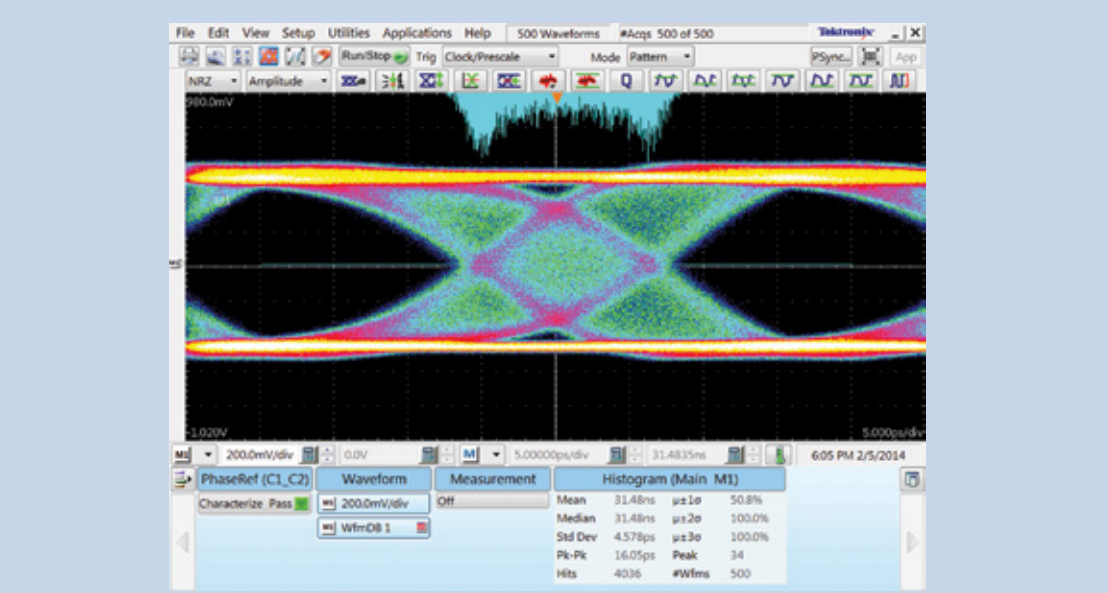 File Edit View Setup Utilities Applications Help 500 Waveforms #Acqs 500 of 500 Tektronix
Run/Stop Trig Clock/Prescale Mode Pattern PSync... App
NRZ Amplitude Q
980.0mV
M1
-1.020V 5.000ps/div
M1 200.0mV/div 0.0V M 5.00000ps/div 31.4835ns 6:05 PM 2/5/2014
PhaseRef (C1_C2) Waveform Measurement Histogram (Main M1)
Characterize Pass M1 200.0mV/div Off Mean 31.48ns µ±1σ 50.8%
Median 31.48ns µ±2σ 100.0%
M1 WfmDB 1 Std Dev 4.578ps µ±3σ 100.0%
Pk-Pk 16.05ps Peak 34
Hits 4036 #Wfms 500